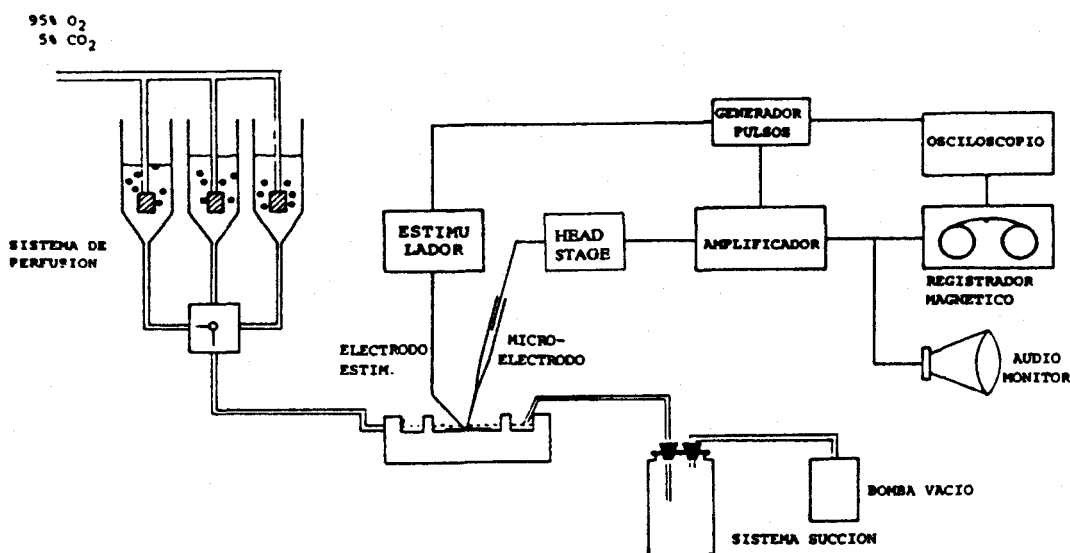 95% O2
5% CO2
SISTEMA DE
PERFUSION
GENERADOR
PULSOS
OSCILOSCOPIO
ESTIMU
LADOR
HEAD
STAGE
AMPLIFICADOR
REGISTRADOR
MAGNETICO
ELECTRODO
ESTIM.
MICRO-
ELECTRODO
AUDIO
MONITOR
BOMBA VACIO
SISTEMA SUCCION